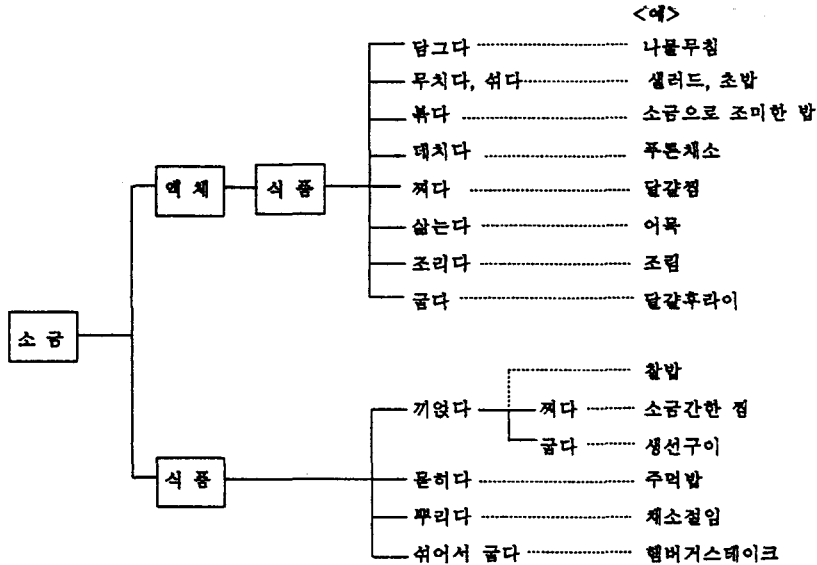 <예>
담그다 나물무침
무치다, 섞다 샐러드, 초밥
볶다 소금으로 조미한 밥
데치다 푸른채소
액 체 식 품 찌다 달걀찜
삶는다 어묵
조리다 조림
굽다 달걀후라이
소 금
찰밥
끼얹다 찌다 소금간한 찜
굽다 생선구이
식 품 묻히다 주먹밥
뿌리다 채소절임
섞어서 굽다 햄버거스테이크